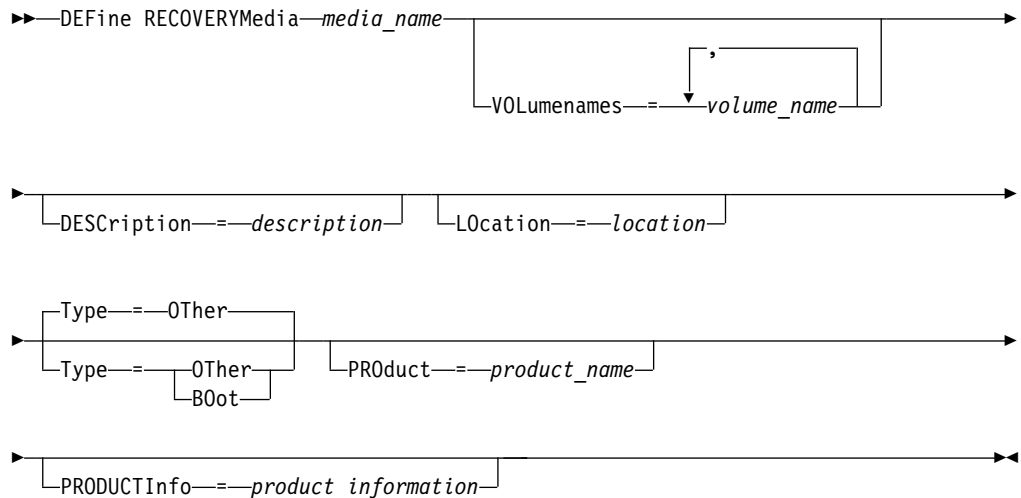 DEFine RECOVERYMedia media_name
,
VOLumenames = volume_name
DESCription = description LOcation = location
Type = OTher
Type = OTher PROduct = product_name
BOot
PRODUCTInfo = product information